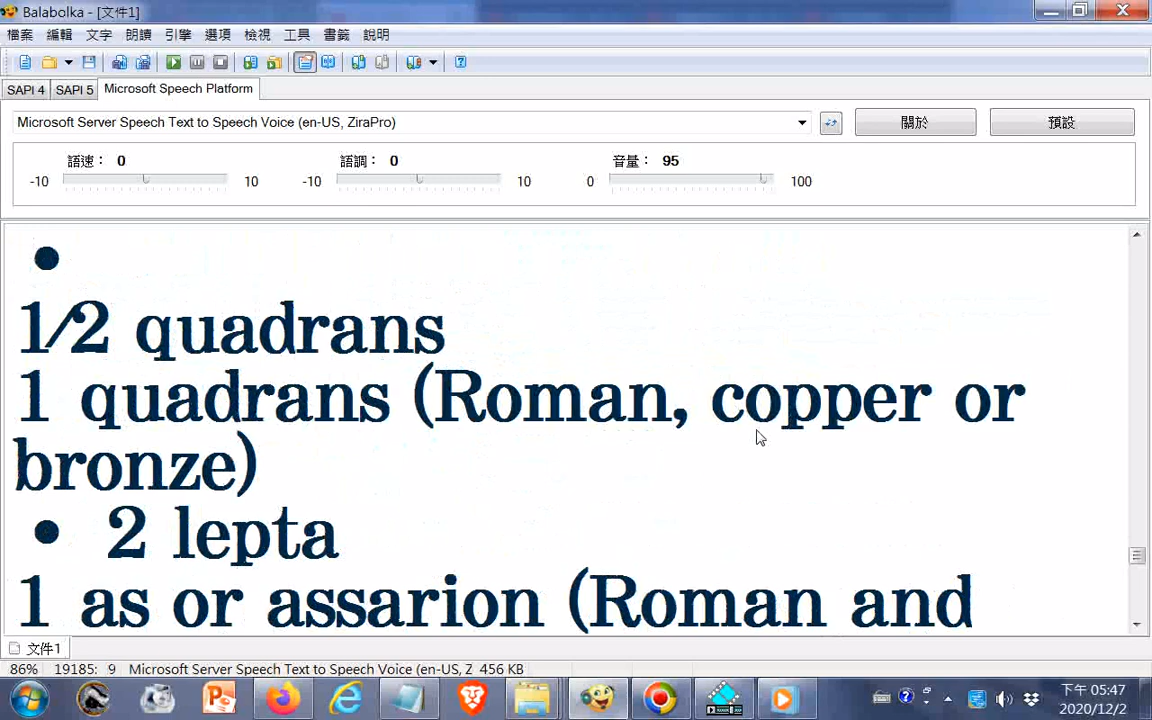 Balabolka - [文件1]
檔案 編輯 文字 朗讀 引擎 選項 檢視 工具 書籤 說明
SAPI 4 SAPI 5 Microsoft Speech Platform
Microsoft Server Speech Text to Speech Voice (en-US, ZiraPro) 關於 預設
語速： 0 語調： 0 音量： 95
-10 10 -10 10 0 100
•
1⁄2 quadrans
1 quadrans (Roman, copper or
bronze)
• 2 lepta
1 as or assarion (Roman and
文件1
86% 19185: 9 Microsoft Server Speech Text to Speech Voice (en-US, Z 456 KB
下午 05:47
2020/12/2